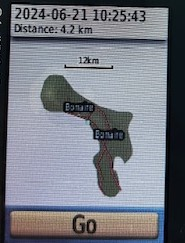 2024-06-21 10:25:43
Distance: 4.2 km
12km
Bonaire
Bonaire
Go